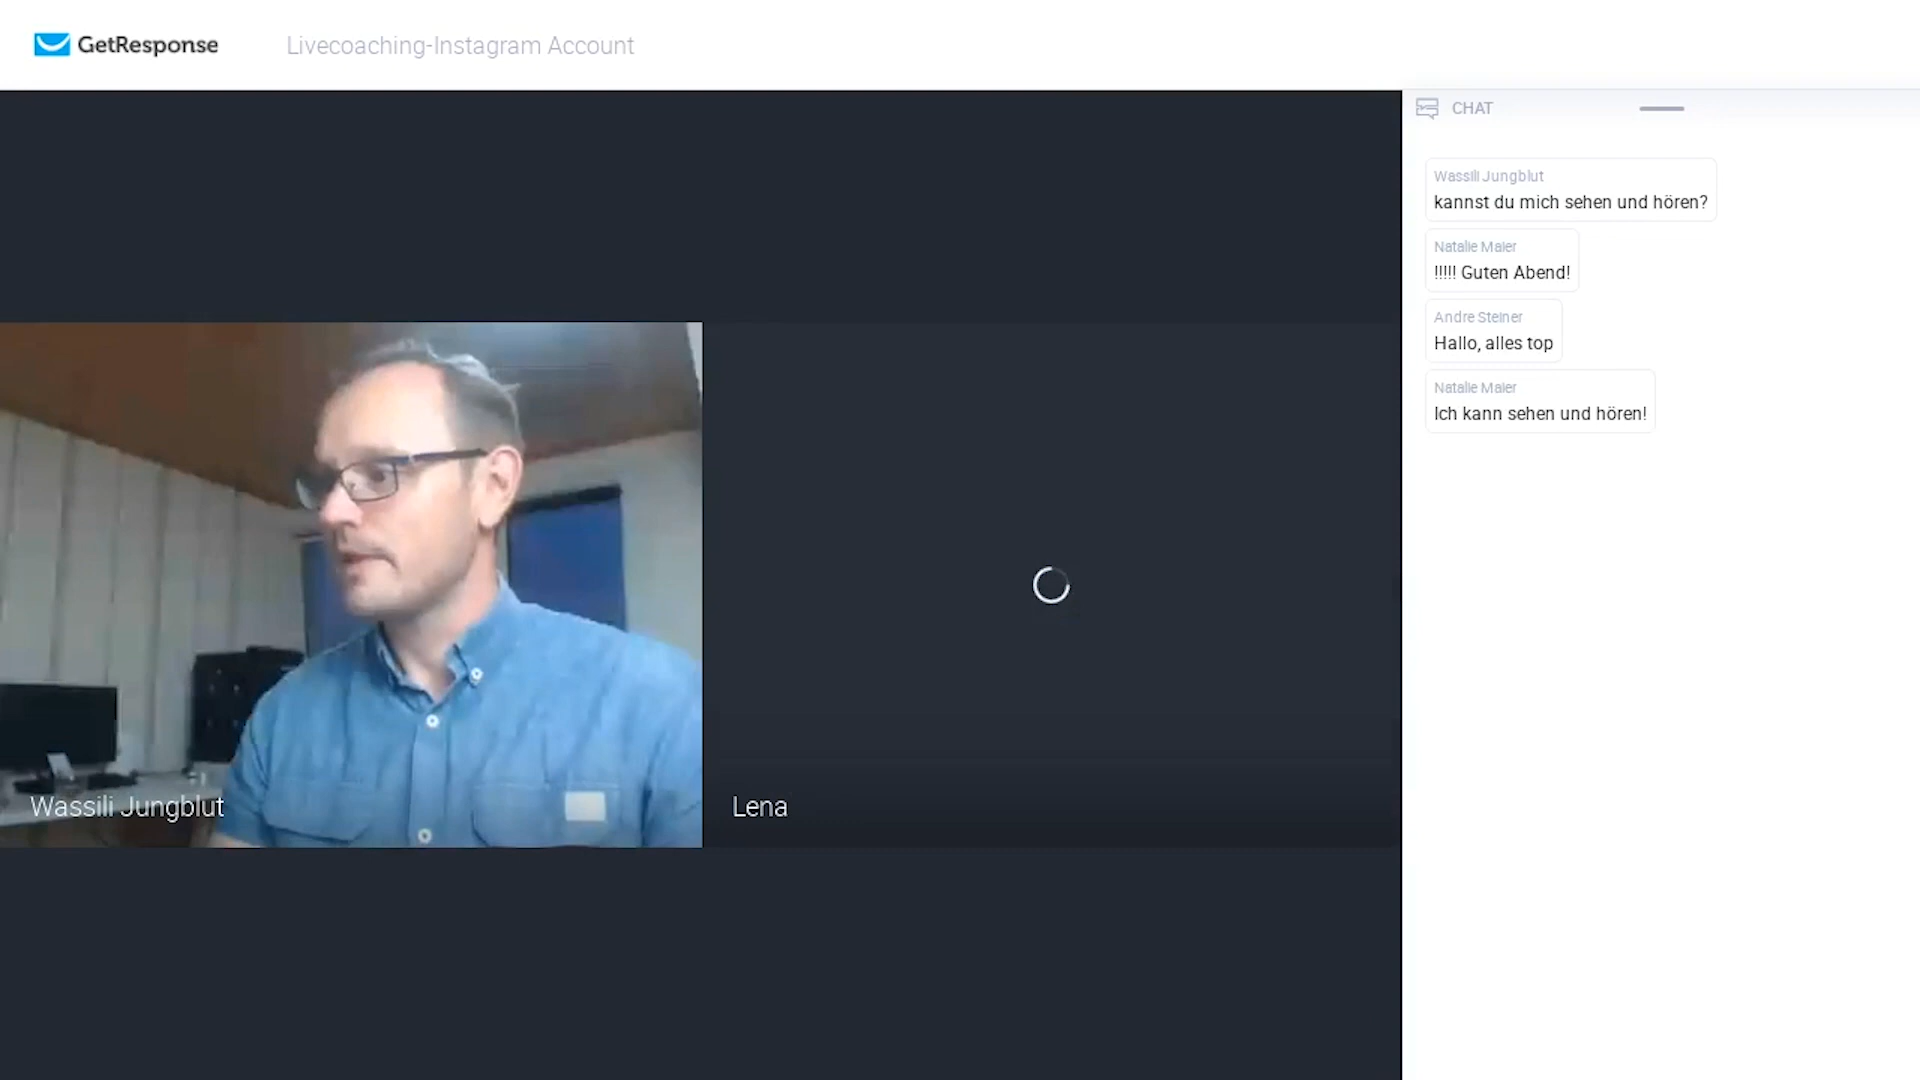 GetResponse
Livecoaching-Instagram Account
CHAT
Wassili Jungblut
kannst du mich sehen und hören?
Natalie Maier
!!!!! Guten Abend!
Andre Steiner
Hallo, alles top
Natalie Maier
Ich kann sehen und hören!
Wassili Jungblut
Lena